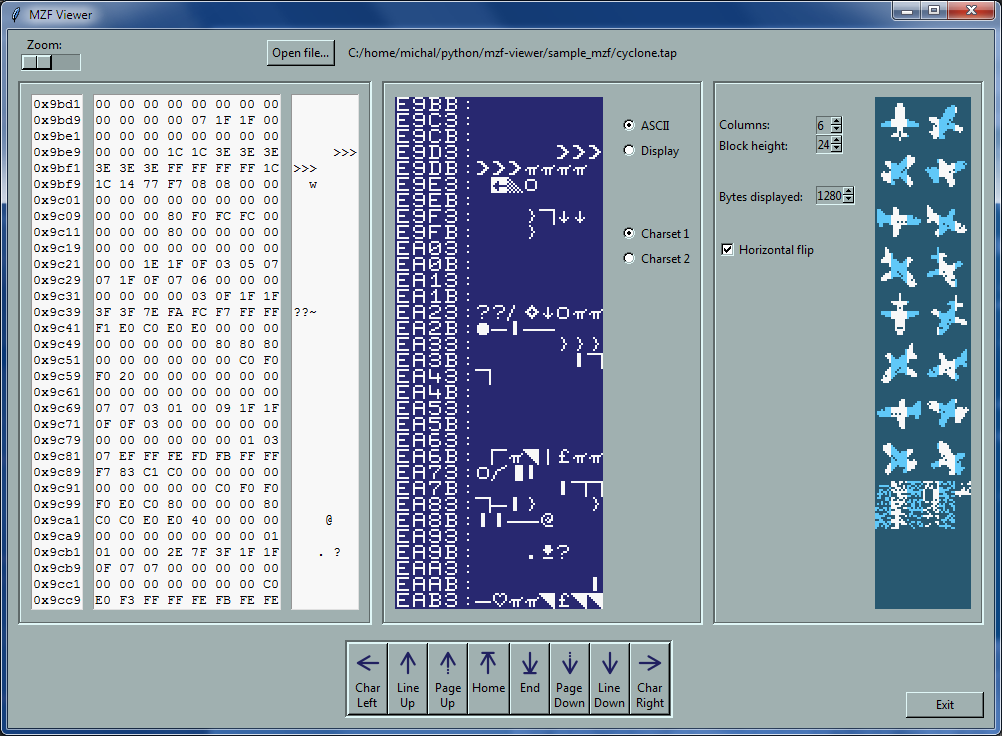 MZF Viewer
Zoom:
Open file...
C:/home/michal/python/mzf-viewer/sample_mzf/cyclone.tap
0x9bd1 00 00 00 00 00 00 00 00
0x9bd9 00 00 00 00 07 1F 1F 00
0x9be1 00 00 00 00 00 00 00 00
0x9be9 00 00 00 1C 1C 3E 3E 3E >>>
0x9bf1 3E 3E 3E FF FF FF FF 1C >>>
0x9bf9 1C 14 77 F7 08 08 00 00 w
0x9c01 00 00 00 00 00 00 00 00
0x9c09 00 00 00 80 F0 FC FC 00
0x9c11 00 00 00 80 00 00 00 00
0x9c19 00 00 00 00 00 00 00 00
0x9c21 00 00 1E 1F 0F 03 05 07
0x9c29 07 1F 0F 07 06 00 00 00
0x9c31 00 00 00 00 03 0F 1F 1F
0x9c39 3F 3F 7E FA FC F7 FF FF ??~
0x9c41 F1 E0 C0 E0 E0 00 00 00
0x9c49 00 00 00 00 00 80 80 80
0x9c51 00 00 00 00 00 00 C0 F0
0x9c59 F0 20 00 00 00 00 00 00
0x9c61 00 00 00 00 00 00 00 00
0x9c69 07 07 03 01 00 09 1F 1F
0x9c71 0F 0F 03 00 00 00 00 00
0x9c79 00 00 00 00 00 00 01 03
0x9c81 07 EF FF FE FD FB FF FF
0x9c89 F7 83 C1 C0 00 00 00 00
0x9c91 00 00 00 00 00 C0 F0 F0
0x9c99 F0 E0 C0 80 00 00 00 80
0x9ca1 C0 C0 E0 E0 40 00 00 00 @
0x9ca9 00 00 00 00 00 00 00 01
0x9cb1 01 00 00 2E 7F 3F 1F 1F . ?
0x9cb9 0F 07 07 00 00 00 00 00
0x9cc1 00 00 00 00 00 00 00 C0
0x9cc9 E0 F3 FF FF FE FB FE FE
E9BB :
E9C3 :
E9CB :
E9D3 : >>>
E9DB :>>>ππππ
E9E3 :
E9EB :
E9F3 : }┐↓↓
E9FB : }
EA03 :
EA0B :
EA13 :
EA1B :
EA23 :??/ ◆↓○ππ
EA2B :●─|──
EA33 : }}}
EA3B : |┐
EA43 :┐
EA4B :
EA53 :
EA5B :
EA63 :
EA6B : ┌π◥|£ππ
EA73 :○/
EA7B : |┐┐
EA83 :┐─|}
EA8B :||──@
EA93 :
EA9B : .±?
EAA3 :
EAAB : |
EAB3 :─♡ππ◥£◥◥
ASCII
Display
Charset 1
Charset 2
Columns: 6
Block height: 24
Bytes displayed: 1280
Horizontal flip
Char Left
Line Up
Page Up
Home
End
Page Down
Line Down
Char Right
Exit